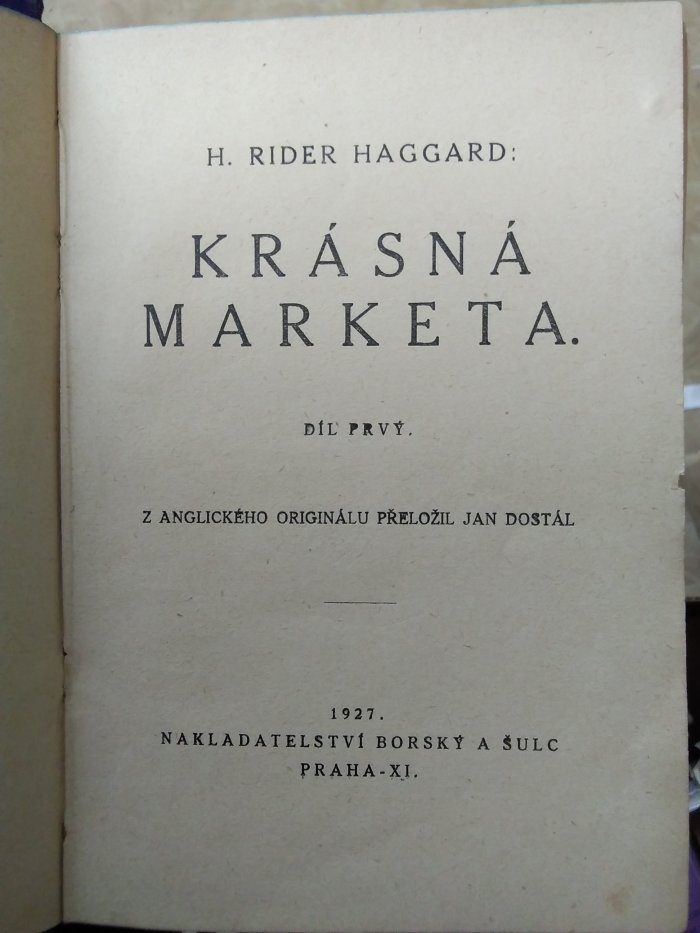 H. RIDER HAGGARD:
KRÁSNÁ
MARKETA.
DÍL PRVÝ.
Z ANGLICKÉHO ORIGINÁLU PŘELOŽIL JAN DOSTÁL
1927.
NAKLADATELSTVÍ BORSKÝ A ŠULC
PRAHA-XI.